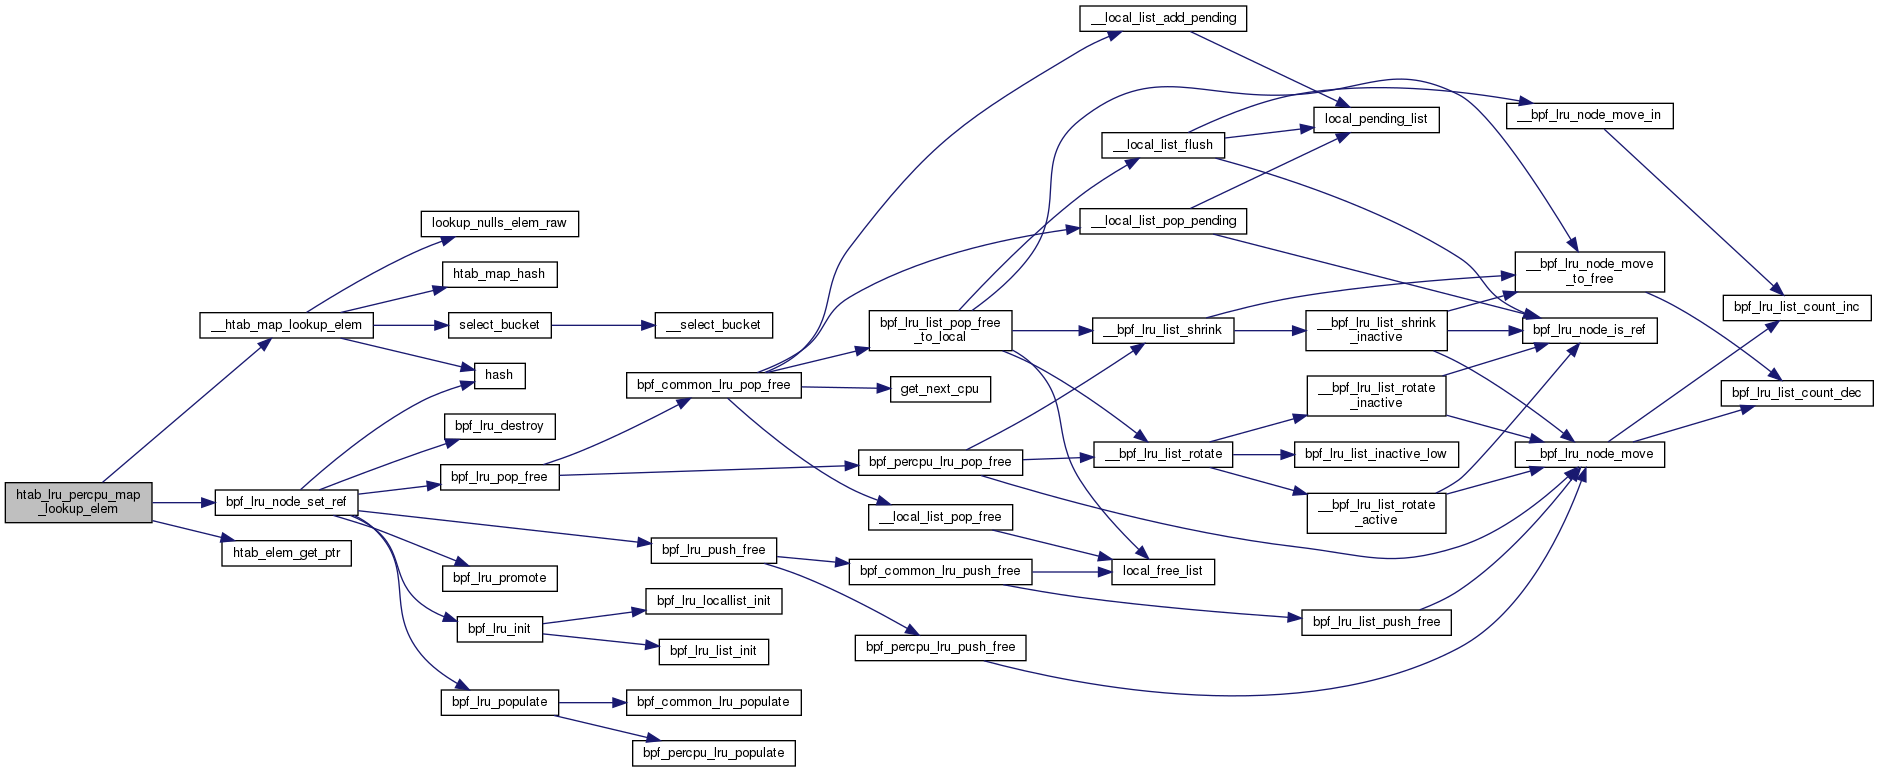 __local_list_add_pending
local_pending_list
__bpf_lru_node_move_in
__local_list_flush
lookup_nulls_elem_raw
__local_list_pop_pending
htab_map_hash
__bpf_lru_node_move
_to_free
bpf_lru_list_count_inc
__htab_map_lookup_elem
select_bucket
__select_bucket
bpf_lru_list_pop_free
_to_local
__bpf_lru_list_shrink
__bpf_lru_list_shrink
_inactive
bpf_lru_node_is_ref
hash
bpf_common_lru_pop_free
get_next_cpu
__bpf_lru_list_rotate
_inactive
bpf_lru_list_count_dec
bpf_lru_destroy
bpf_lru_pop_free
bpf_percpu_lru_pop_free
__bpf_lru_list_rotate
bpf_lru_list_inactive_low
__bpf_lru_node_move
htab_lru_percpu_map
_lookup_elem
bpf_lru_node_set_ref
__local_list_pop_free
__bpf_lru_list_rotate
_active
htab_elem_get_ptr
bpf_lru_push_free
bpf_lru_promote
bpf_common_lru_push_free
local_free_list
bpf_lru_locallist_init
bpf_lru_init
bpf_lru_list_push_free
bpf_lru_list_init
bpf_percpu_lru_push_free
bpf_lru_populate
bpf_common_lru_populate
bpf_percpu_lru_populate